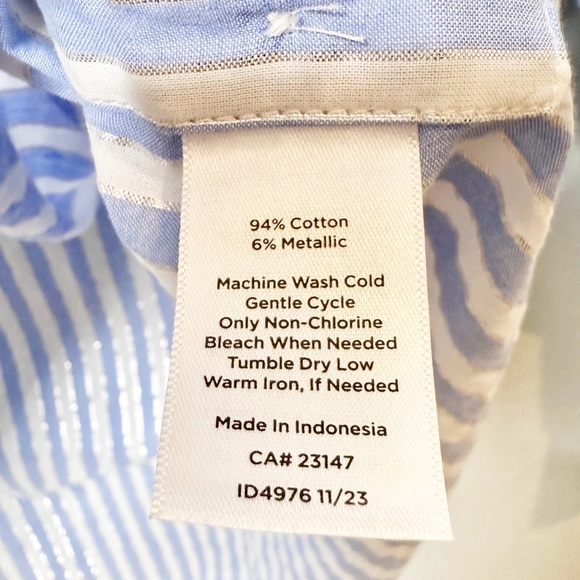 94% Cotton
6% Metallic
Machine Wash Cold
Gentle Cycle
Only Non-Chlorine
Bleach When Needed
Tumble Dry Low
Warm Iron, If Needed
Made In Indonesia
CA# 23147
ID4976 11/23